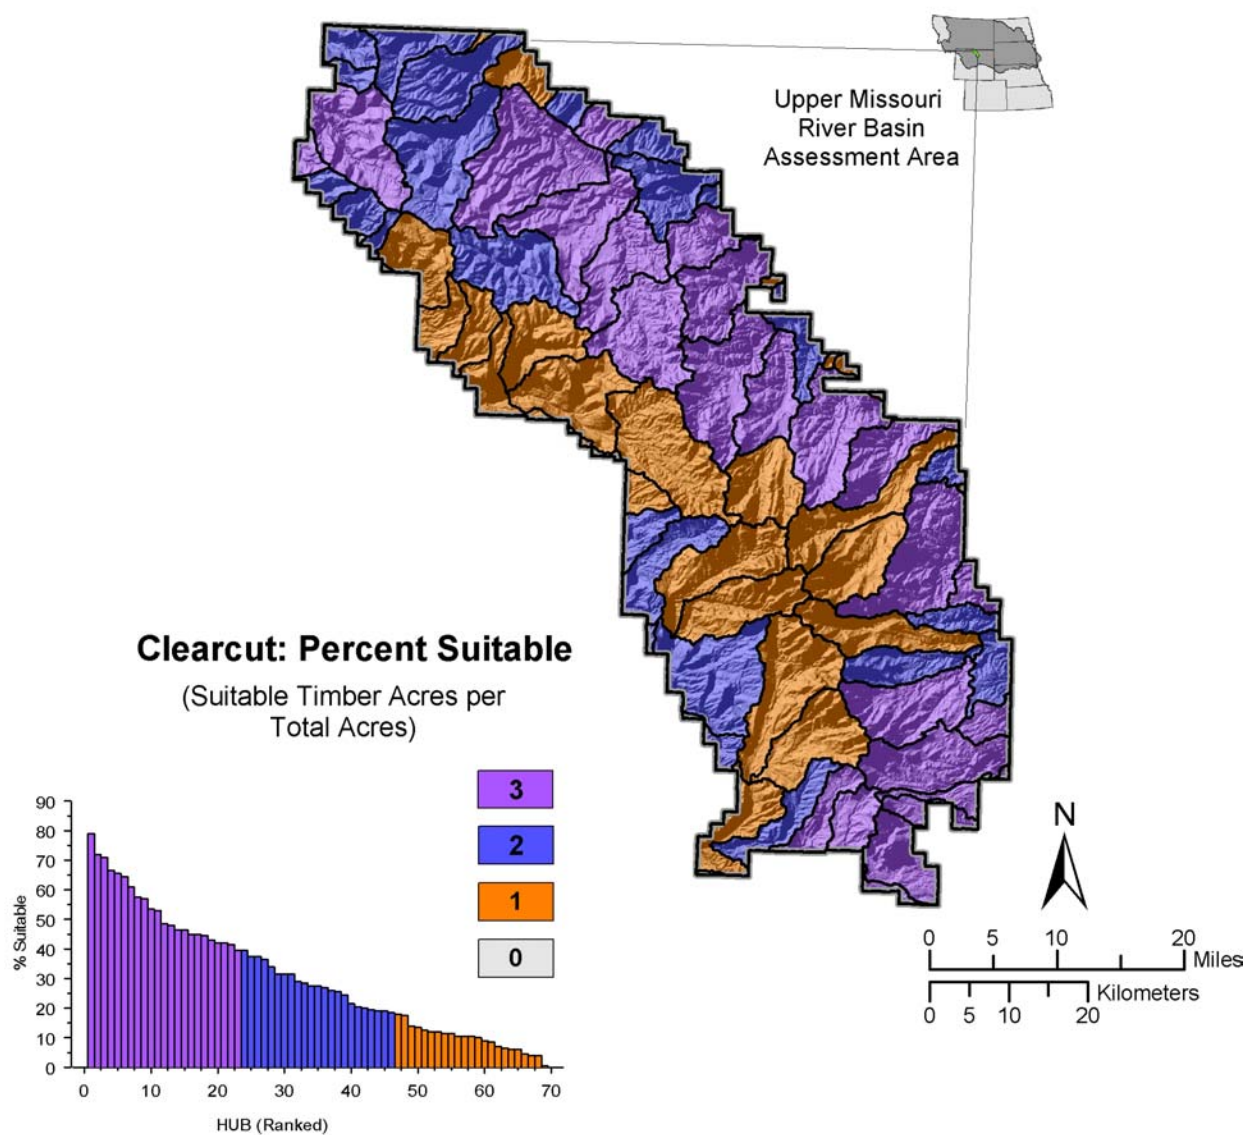 Upper Missouri
River Basin
Assessment Area
Clearcut: Percent Suitable
(Suitable Timber Acres per
Total Acres)
3
2
1
0
90
80
70
60
50
40
30
20
10
0
% Suitable
0 10 20 30 40 50 60 70
HUB (Ranked)
N
0 5 10 20
Miles
Kilometers
0 5 10 20